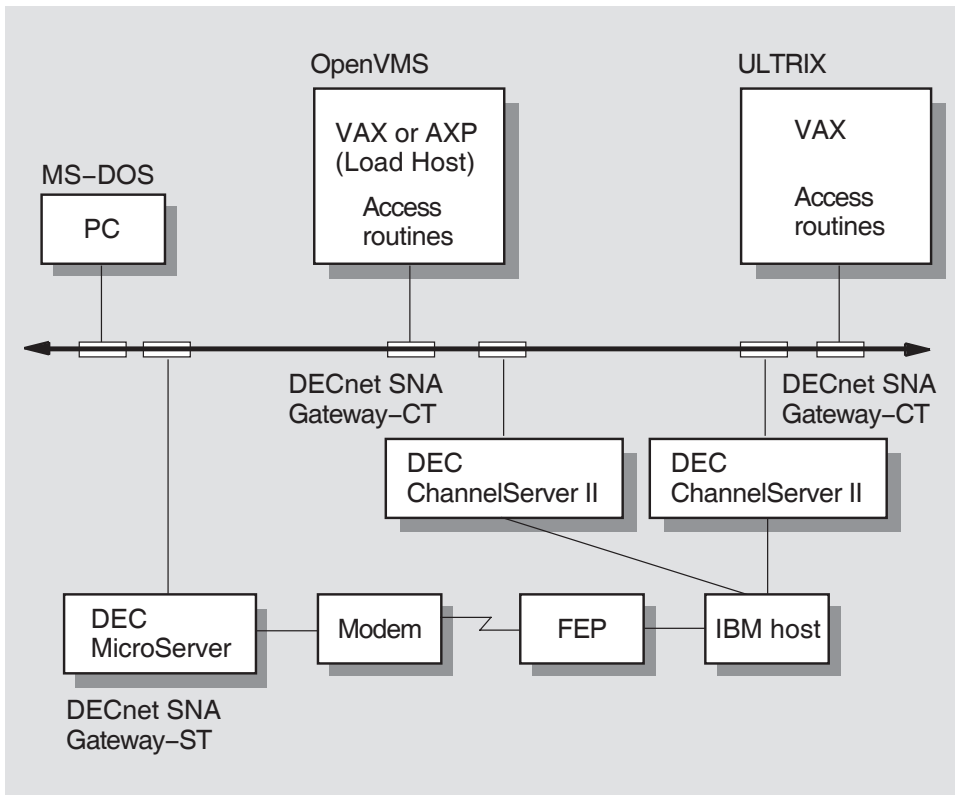 OpenVMS
ULTRIX
VAX or AXP
(Load Host)
Access
routines
VAX
Access
routines
MS–DOS
PC
DECnet SNA
Gateway–CT
DECnet SNA
Gateway–CT
DEC
ChannelServer II
DEC
ChannelServer II
DEC
MicroServer
Modem
FEP
IBM host
DECnet SNA
Gateway–ST